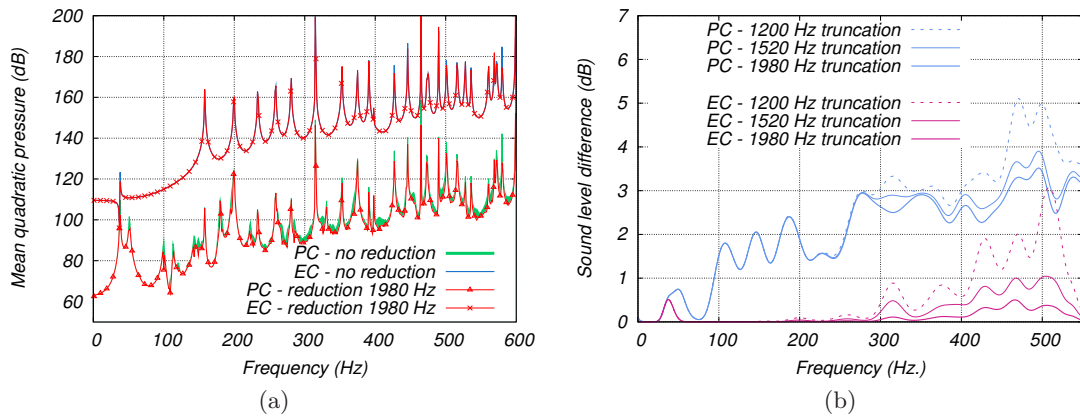 Mean quadratic pressure (dB)
200
180
160
140
120
100
80
60
0
100
200
300
400
500
600
PC - no reduction
EC - no reduction
PC - reduction 1980 Hz
EC - reduction 1980 Hz
Frequency (Hz)
(a)
Sound level difference (dB)
7
6
5
4
3
2
1
0
0
100
200
300
400
500
PC - 1200 Hz truncation
PC - 1520 Hz truncation
PC - 1980 Hz truncation
EC - 1200 Hz truncation
EC - 1520 Hz truncation
EC - 1980 Hz truncation
Frequency (Hz.)
(b)